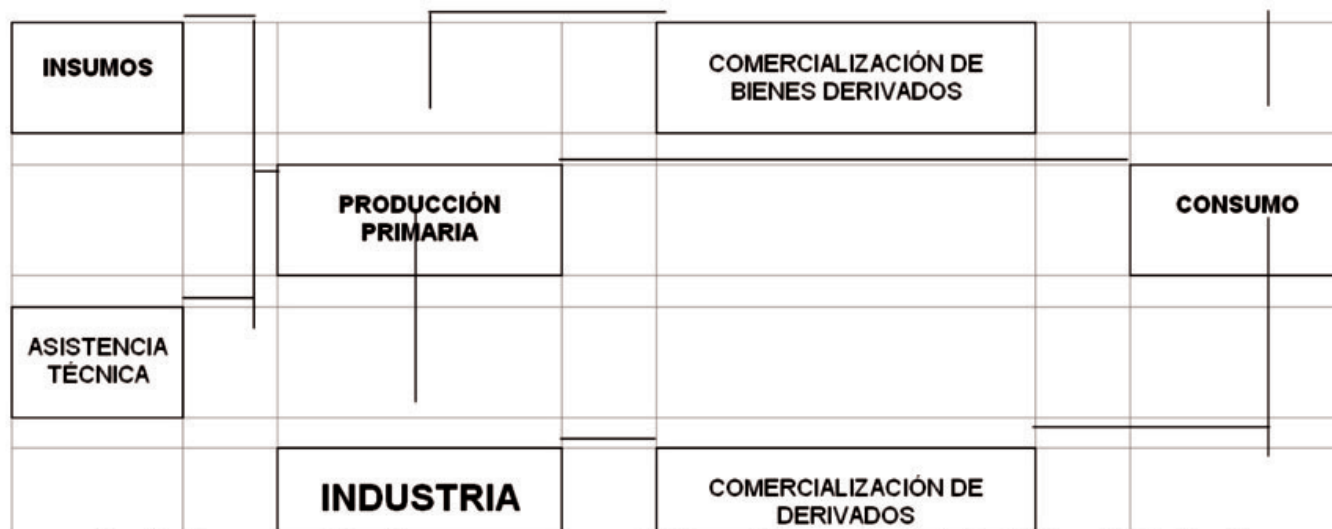 INSUMOS
COMERCIALIZACIÓN DE
BIENES DERIVADOS
PRODUCCIÓN
PRIMARIA
CONSUMO
ASISTENCIA
TÉCNICA
INDUSTRIA
COMERCIALIZACIÓN DE
DERIVADOS